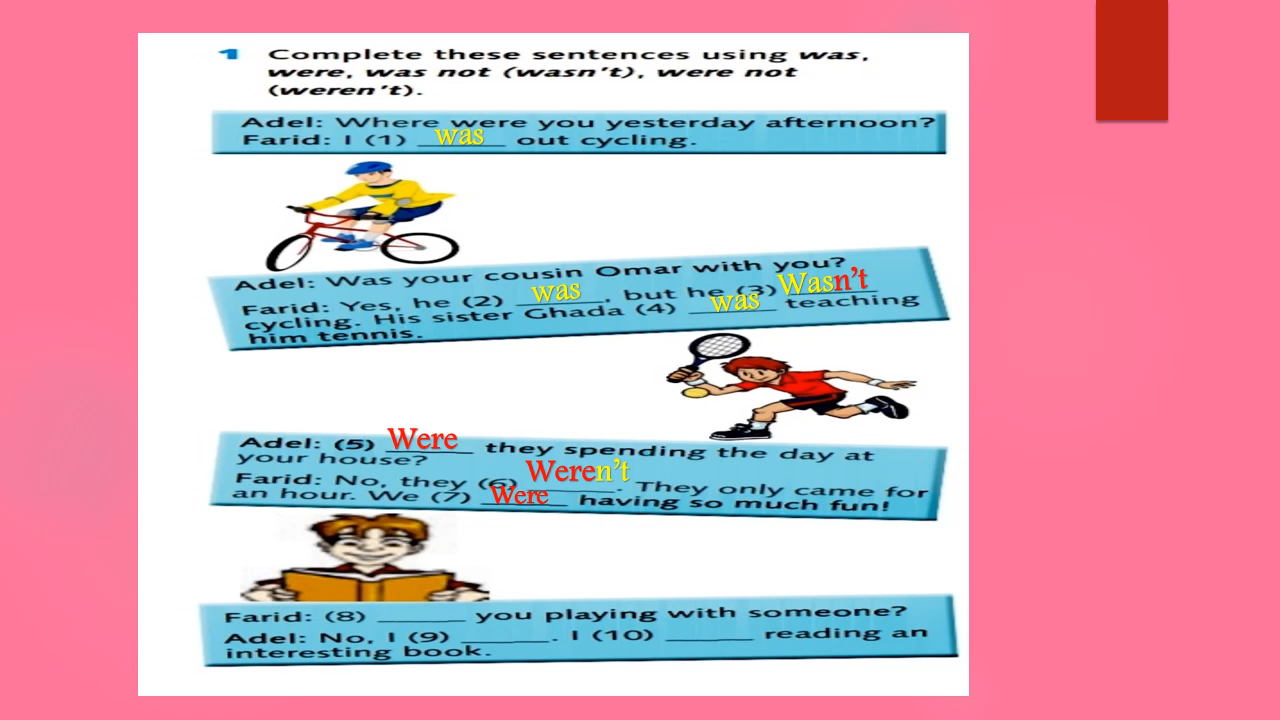 1 Complete these sentences using was,
were, was not (wasn't), were not
(weren't).
Adel: Where were you yesterday afternoon?
Farid: I (1) was out cycling.
Adel: Was your cousin Omar with you?
Farid: Yes, he (2) was, but he (3) Wasn't
cycling. His sister Ghada (4) was teaching
him tennis.
Adel: (5) Were they spending the day at
your house?
Farid: No, they (6) Weren't. They only came for
an hour. We (7) Were having so much fun!
Farid: (8) ______ you playing with someone?
Adel: No, I (9) ______. I (10) ______ reading an
interesting book.